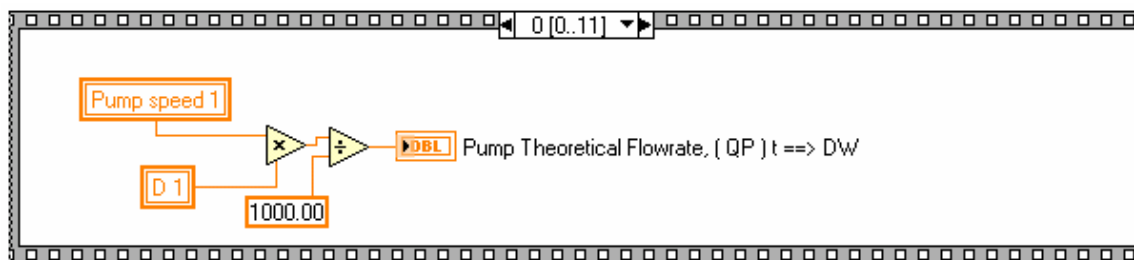 0 [0..11]
Pump speed 1
×
÷
DBL
Pump Theoretical Flowrate, ( QP ) t ==> DW
D 1
1000.00